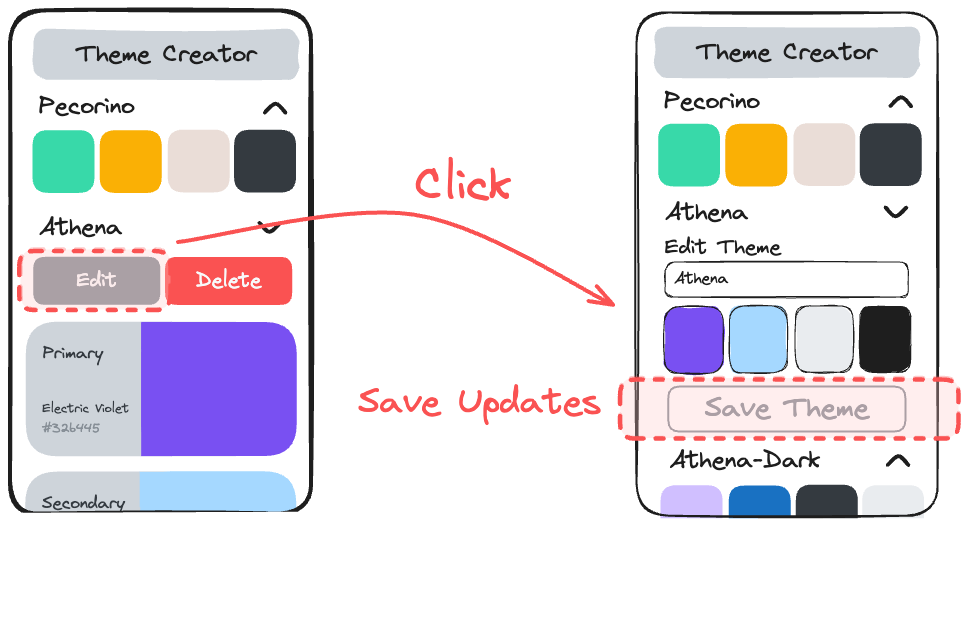 Theme Creator
Pecorino
Athena
Edit
Delete
Primary
Electric Violet
#32b445
Secondary
Click
Save Updates
Theme Creator
Pecorino
Athena
Edit Theme
Athena
Save Theme
Athena-Dark